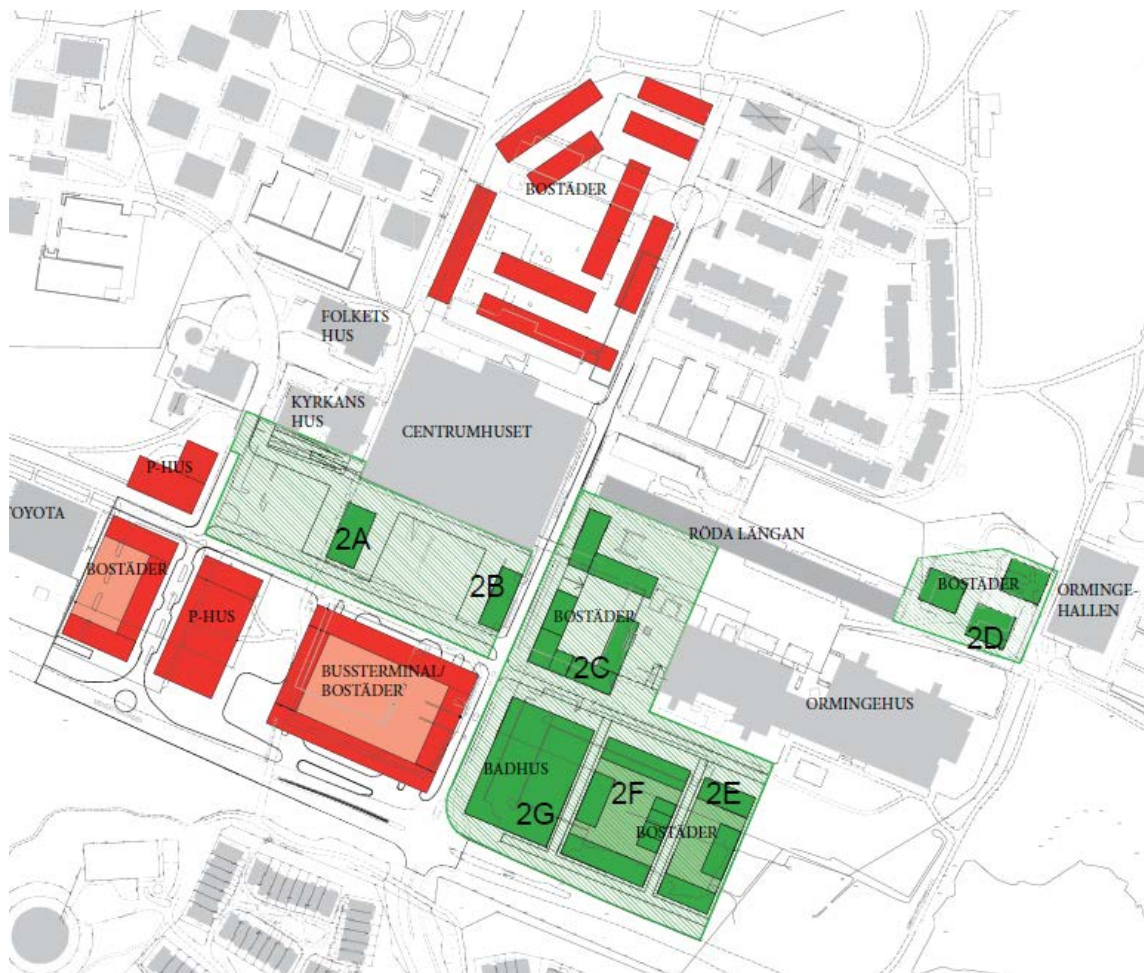 BOSTÄDER
FOLKETS
HUS
KYRKANS
HUS
CENTRUMHUSET
P-HUS
TOYOTA
2A
RÖDA LÄNGAN
BOSTÄDER
2B
BOSTÄDER
BOSTÄDER
ORMINGE-
HALLEN
P-HUS
2D
2C
BUSSTERMINAL/
BOSTÄDER
ORMINGEHUS
BADHUS
2F
2E
2G
BOSTÄDER